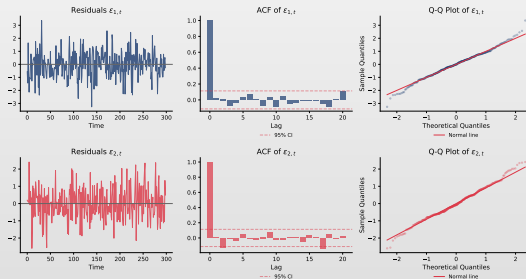 Residuals ε1,t
ACF of ε1,t
Q-Q Plot of ε1,t
3
2
1
0
−1
−2
−3
0 50 100 150 200 250 300
Time
1.0
0.8
0.6
0.4
0.2
0.0
0 5 10 15 20
Lag
95% CI
Sample Quantiles
3
2
1
0
−1
−2
−3
−2 −1 0 1 2
Theoretical Quantiles
Normal line
Residuals ε2,t
ACF of ε2,t
Q-Q Plot of ε2,t
2
1
0
−1
−2
0 50 100 150 200 250 300
Time
1.0
0.8
0.6
0.4
0.2
0.0
0 5 10 15 20
Lag
95% CI
Sample Quantiles
2
1
0
−1
−2
−2 −1 0 1 2
Theoretical Quantiles
Normal line